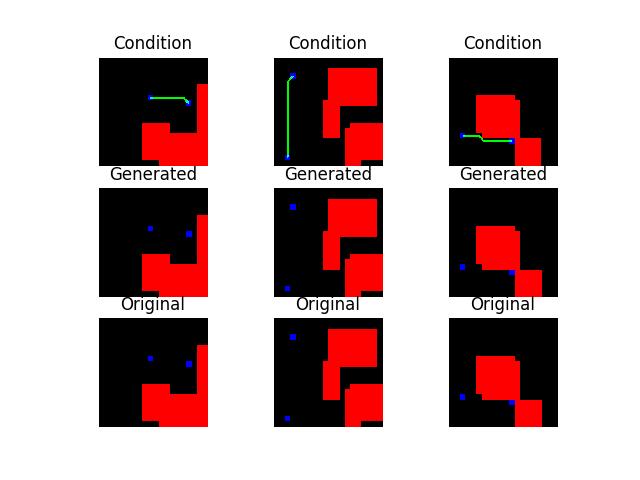 Condition Condition Condition
Generated Generated Generated
Original Original Original